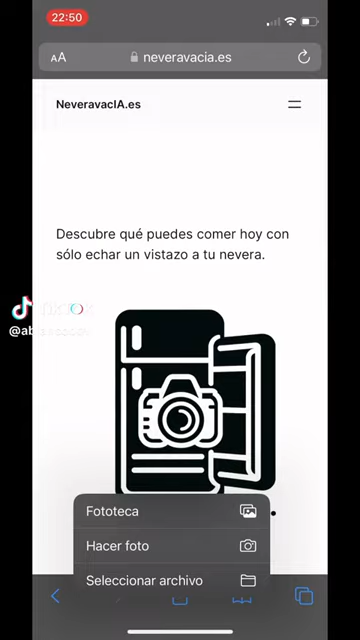 22:50
AA
neveravacia.es
NeveravacIA.es
Descubre qué puedes comer hoy con
sólo echar un vistazo a tu nevera.
TikTok
Fototeca
Hacer foto
Seleccionar archivo